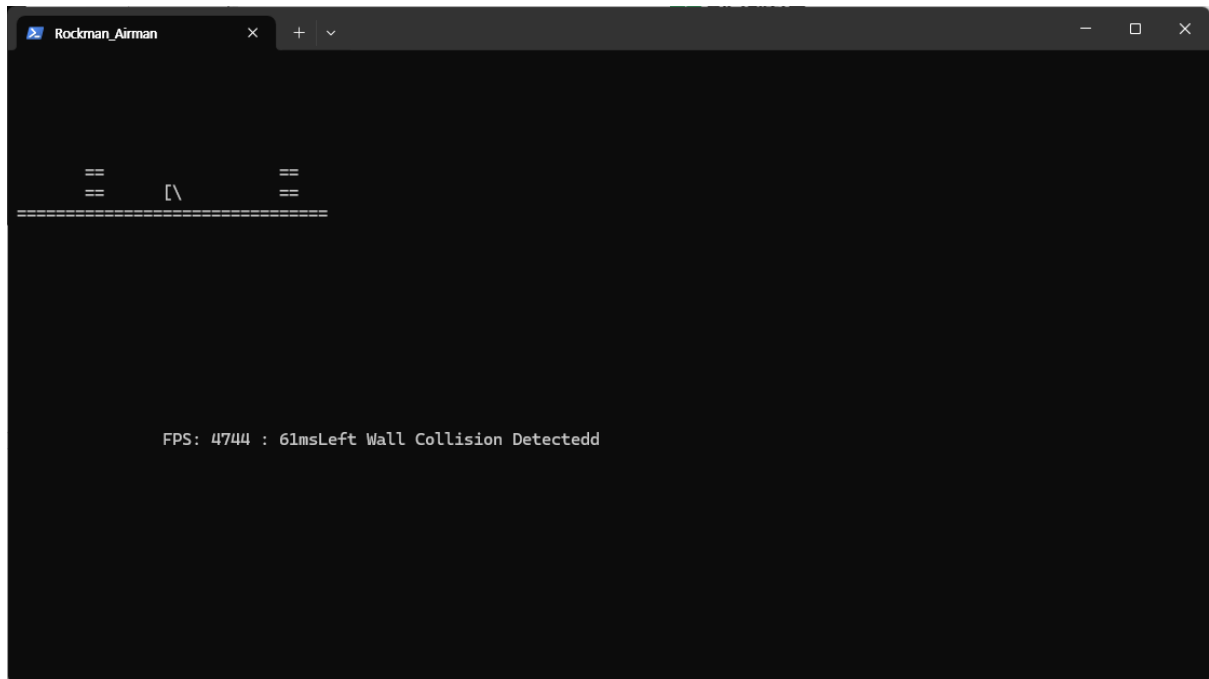 Rockman_Airman
==                  ==
==      [\          ==
================================
FPS: 4744 : 61msLeft Wall Collision Detectedd